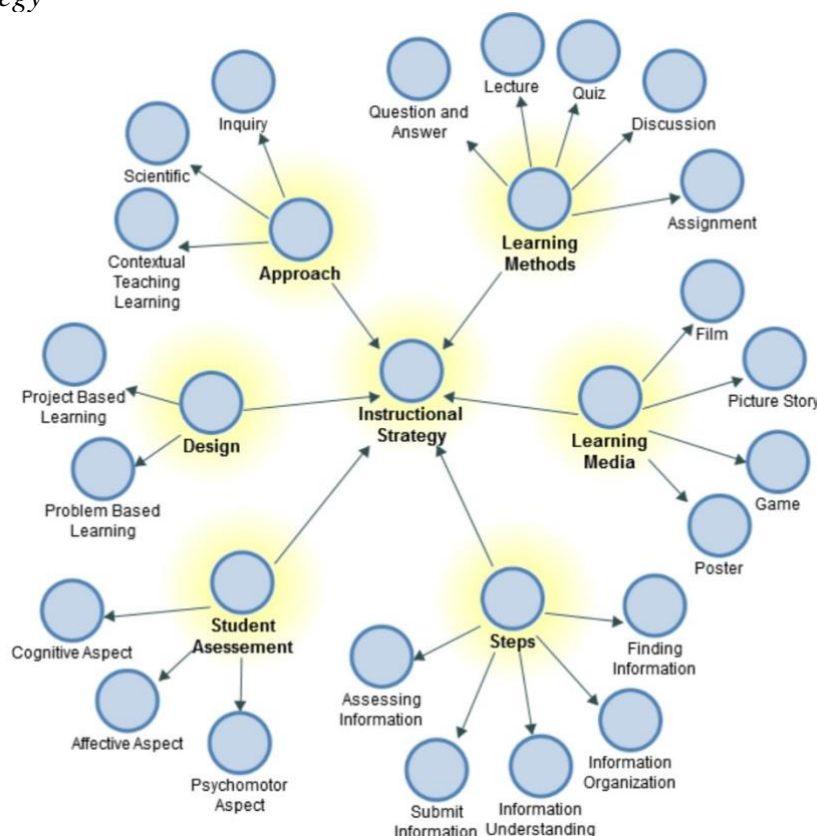 Inquiry
Scientific
Contextual
Teaching
Learning
Approach
Question and
Answer
Lecture
Quiz
Discussion
Assignment
Learning
Methods
Film
Picture Story
Game
Poster
Learning
Media
Instructional
Strategy
Project Based
Learning
Problem Based
Learning
Design
Student
Asessement
Cognitive Aspect
Affective Aspect
Psychomotor
Aspect
Steps
Finding
Information
Assessing
Information
Submit
Information
Information
Understanding
Information
Organization